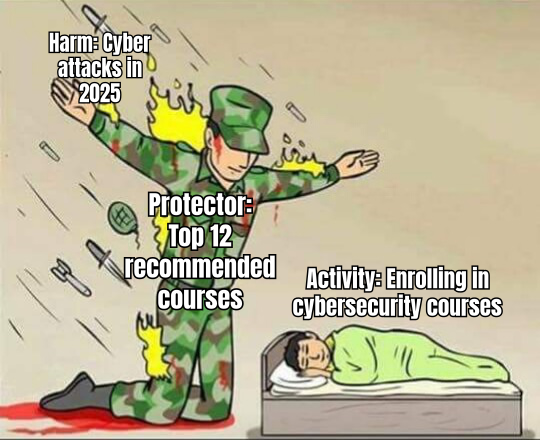 Harm: Cyber
attacks in
2025
Protector:
Top 12
recommended
courses
Activity: Enrolling in
cybersecurity courses